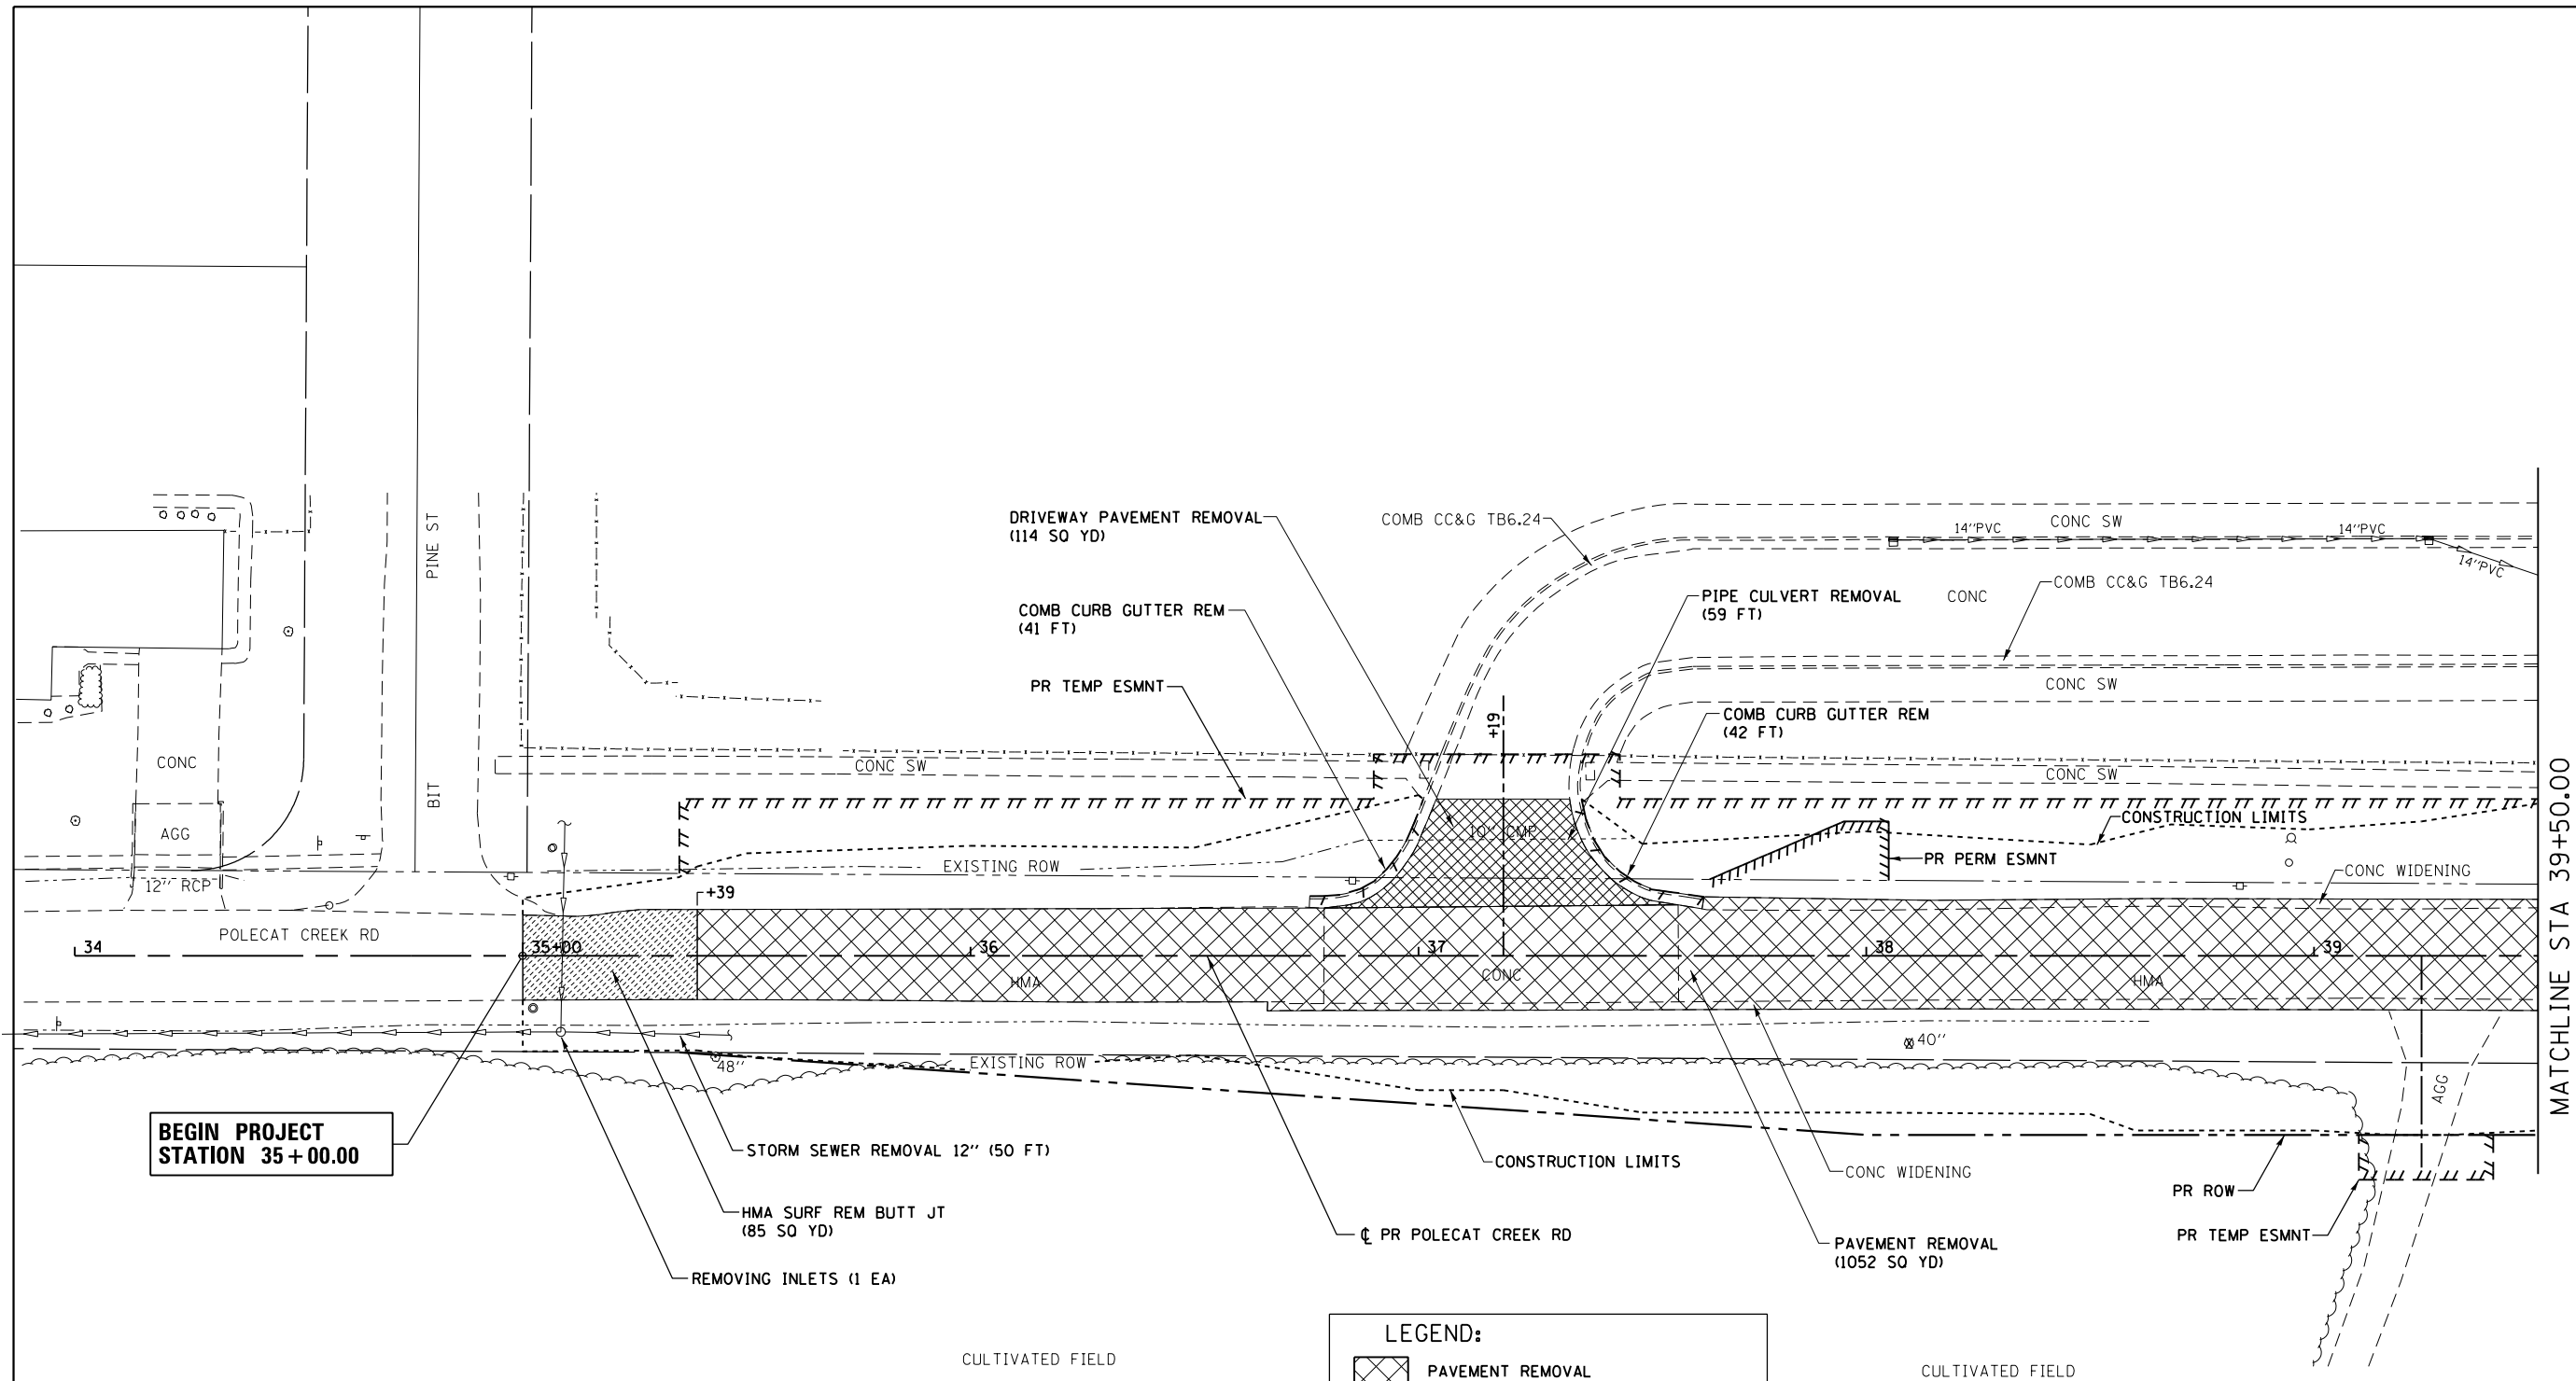 PINE ST
BIT
DRIVEWAY PAVEMENT REMOVAL
(114 SQ YD)
COMB CC&G TB6.24
14"PVC
CONC SW
14"PVC
14"PVC
COMB CURB GUTTER REM
(41 FT)
PIPE CULVERT REMOVAL
(59 FT)
CONC
COMB CC&G TB6.24
PR TEMP ESMNT
CONC SW
+19
COMB CURB GUTTER REM
(42 FT)
CONC
CONC SW
CONC SW
AGG
10" CMP
CONSTRUCTION LIMITS
EXISTING ROW
PR PERM ESMNT
12" RCP
+39
CONC WIDENING
POLECAT CREEK RD
34
35+00
36
37
38
39
HMA
CONC
HMA
MATCHLINE STA 39+50.00
48"
EXISTING ROW
40"
AGG
BEGIN PROJECT
STATION 35+00.00
STORM SEWER REMOVAL 12" (50 FT)
CONSTRUCTION LIMITS
CONC WIDENING
PR ROW
HMA SURF REM BUTT JT
(85 SQ YD)
℄ PR POLECAT CREEK RD
PAVEMENT REMOVAL
(1052 SQ YD)
PR TEMP ESMNT
REMOVING INLETS (1 EA)
LEGEND:
PAVEMENT REMOVAL
CULTIVATED FIELD
CULTIVATED FIELD